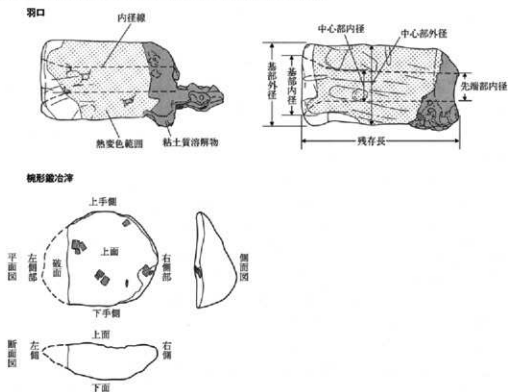 羽口
内径線
熱変色範囲
粘土質溶解物
中心部内径
中心部外径
基部外径
基部内径
先端部内径
残存長
椀形鍛冶滓
上手側
平面図
左側部
破面
上面
右側部
下手側
側面図
断面図
左側
上面
右側
下面